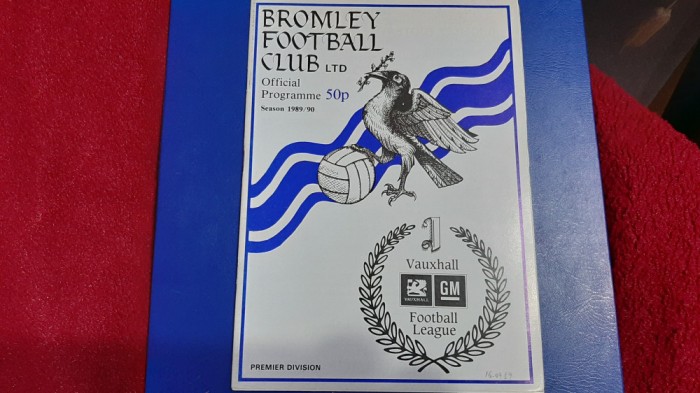 BROMLEY
FOOTBALL
CLUB LTD
Official
Programme 50p
Season 1989/90
Vauxhall
VAUXHALL GM
Football
League
PREMIER DIVISION